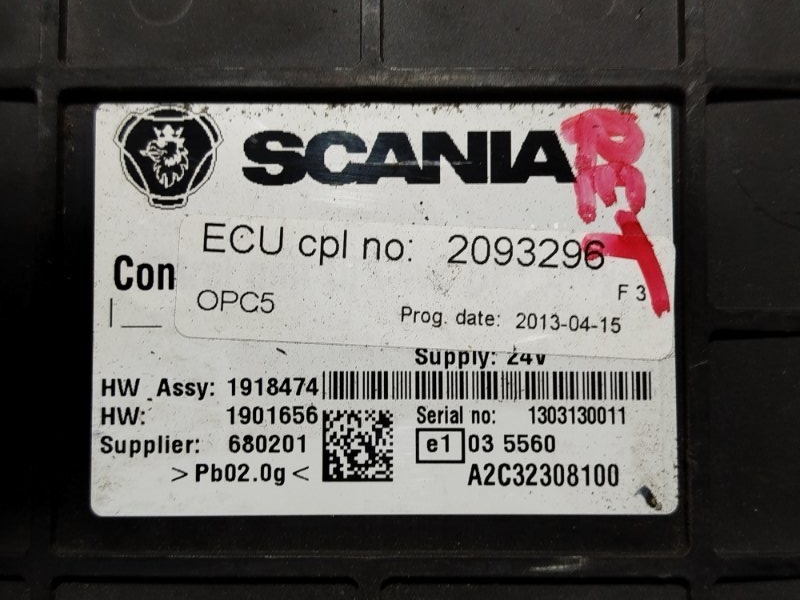 SCANIA
ECU cpl no: 2093296
Con
F 3
OPC5
Prog. date: 2013-04-15
Supply: 24V
HW Assy: 1918474
HW: 1901656
Serial no: 1303130011
Supplier: 680201
e1 03 5560
>Pb02.0g<
A2C32308100